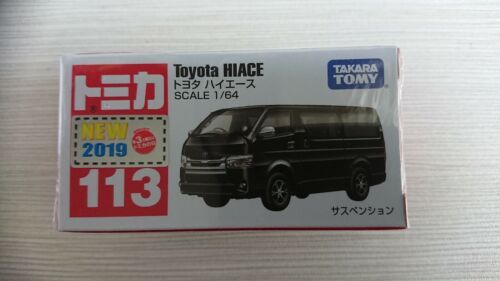 Toyota HIACE
トヨタ ハイエース
SCALE 1/64
TAKARA
TOMY
トミカ
NEW
2019
113
サスペンション